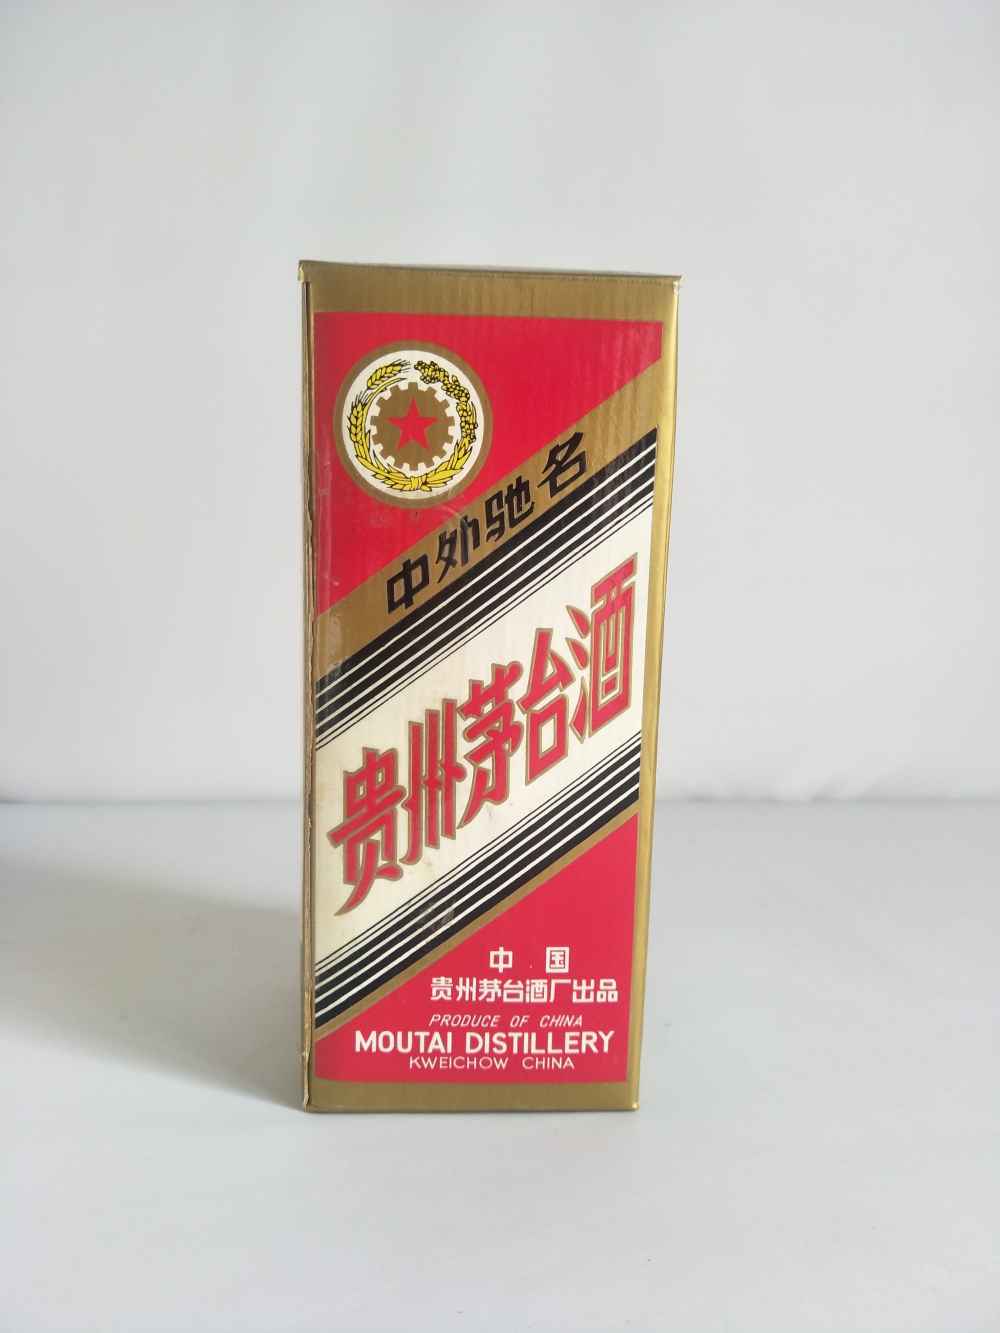 中外驰名
贵州茅台酒
中国
贵州茅台酒厂出品
PRODUCE OF CHINA
MOUTAI DISTILLERY
KWEICHOW CHINA